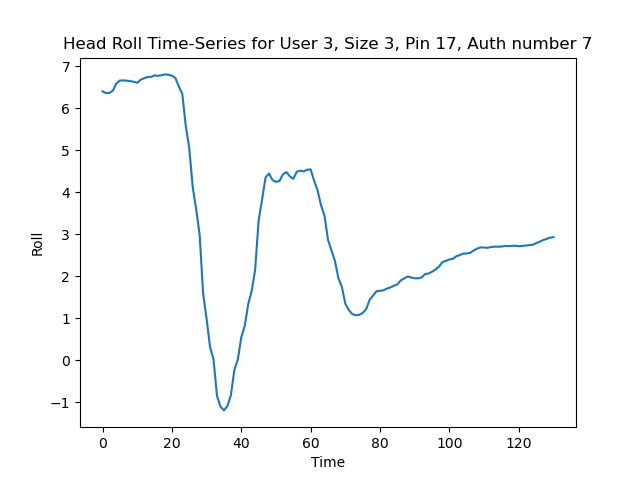 Head Roll Time-Series for User 3, Size 3, Pin 17, Auth number 7
7
6
5
4
3
2
1
0
−1
Roll
0 20 40 60 80 100 120
Time